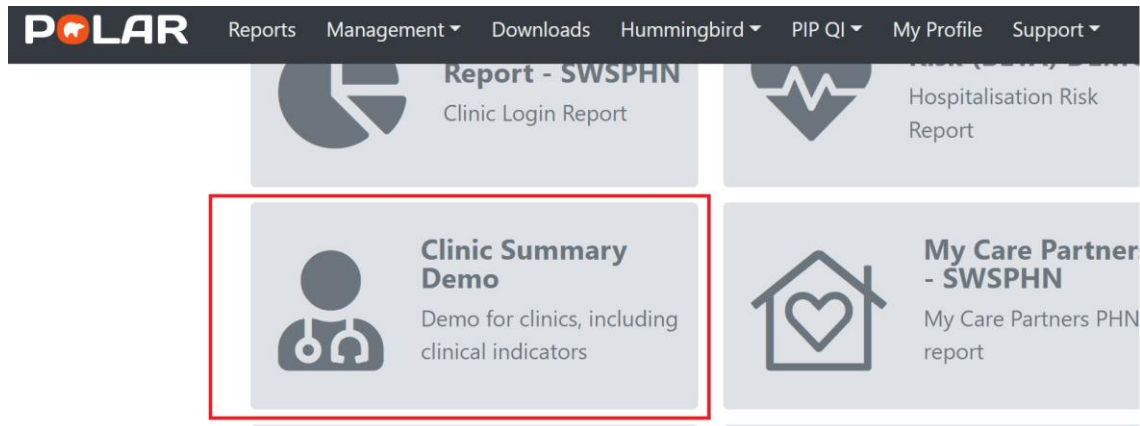 POLAR Reports Management Downloads Hummingbird PIP QI My Profile Support
Report - SWSPHN
Clinic Login Report
Hospitalisation Risk
Report
Clinic Summary
Demo
Demo for clinics, including
clinical indicators
My Care Partner
- SWSPHN
My Care Partners PHN
report